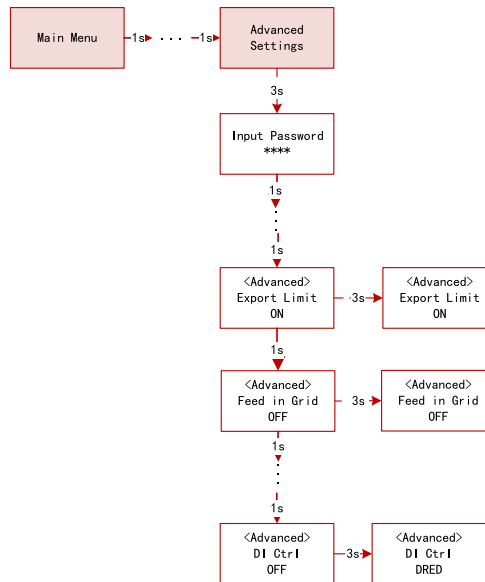 Main Menu
1s
· · · ·
1s
Advanced
Settings
3s
Input Password
****
1s
1s
<Advanced>
Export Limit
ON
3s
<Advanced>
Export Limit
ON
1s
<Advanced>
Feed in Grid
OFF
3s
<Advanced>
Feed in Grid
OFF
1s
1s
<Advanced>
DI Ctrl
OFF
3s
<Advanced>
DI Ctrl
DRED